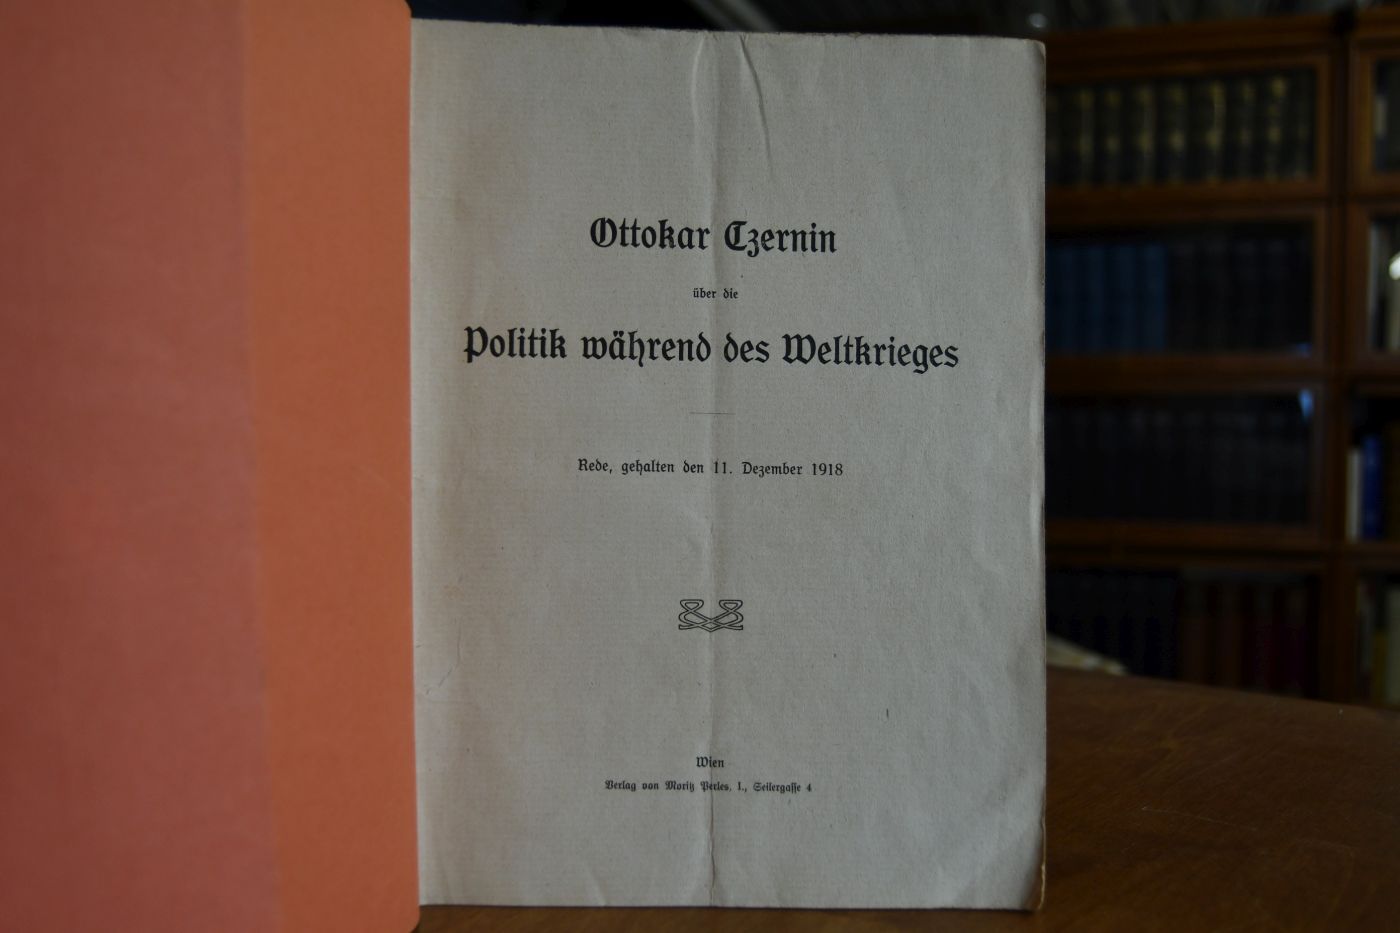 Ottokar Czernin
über die
Politik während des Weltkrieges
Rede, gehalten den 11. Dezember 1918
Wien
Verlag von Moritz Perles, I., Seilergasse 4